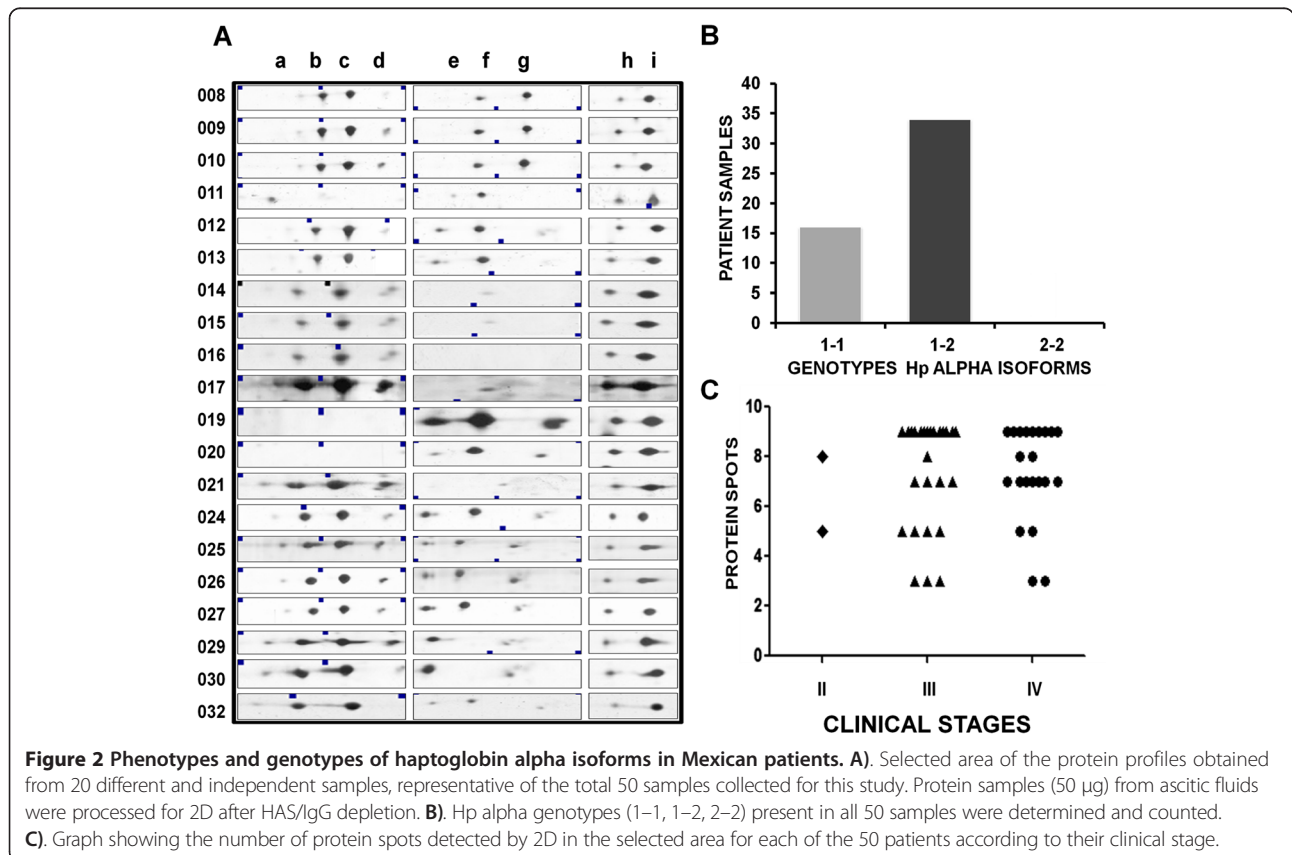 A
a b c d e f g h i
008
009
010
011
012
013
014
015
016
017
019
020
021
024
025
026
027
029
030
032
B
PATIENT SAMPLES
40
35
30
25
20
15
10
5
0
1-1 1-2 2-2
GENOTYPES Hp ALPHA ISOFORMS
C
PROTEIN SPOTS
10
8
6
4
2
0
II III IV
CLINICAL STAGES
Figure 2 Phenotypes and genotypes of haptoglobin alpha isoforms in Mexican patients. A). Selected area of the protein profiles obtained
from 20 different and independent samples, representative of the total 50 samples collected for this study. Protein samples (50 μg) from ascitic fluids
were processed for 2D after HAS/IgG depletion. B). Hp alpha genotypes (1–1, 1–2, 2–2) present in all 50 samples were determined and counted.
C). Graph showing the number of protein spots detected by 2D in the selected area for each of the 50 patients according to their clinical stage.